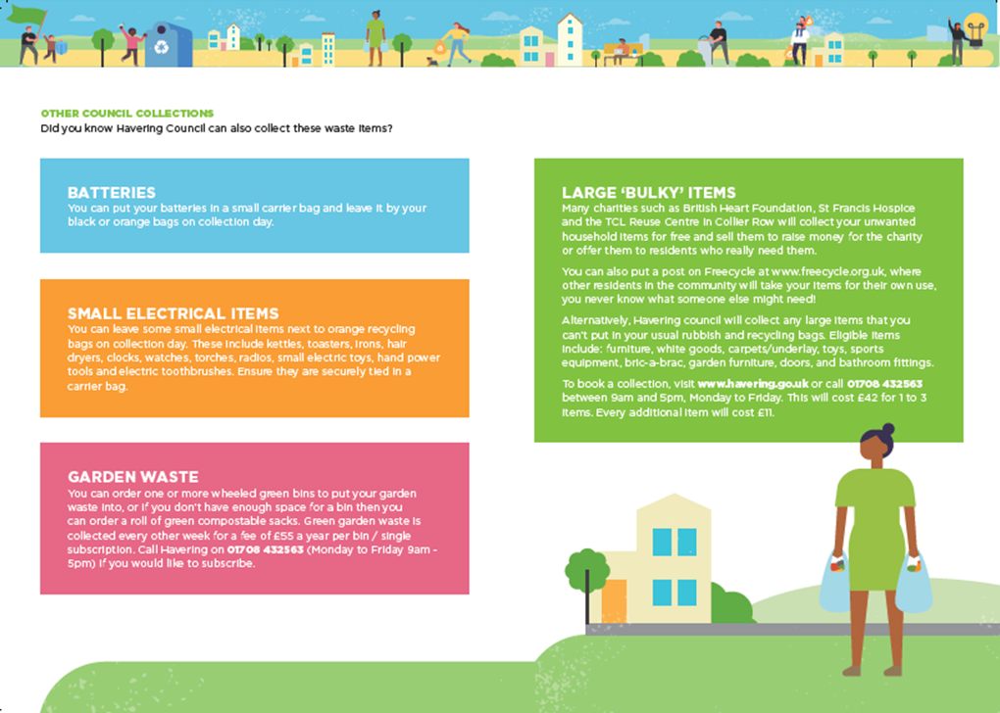 OTHER COUNCIL COLLECTIONS
Did you know Havering Council can also collect these waste items?
BATTERIES
You can put your batteries in a small carrier bag and leave it by your
black or orange bags on collection day.
SMALL ELECTRICAL ITEMS
You can leave some small electrical items next to orange recycling
bags on collection day. These include kettles, toasters, irons, hair
dryers, clocks, watches, torches, radios, small electric toys, hand power
tools and electric toothbrushes. Ensure they are securely tied in a
carrier bag.
GARDEN WASTE
You can order one or more wheeled green bins to put your garden
waste into, or if you don't have enough space for a bin then you
can order a roll of green compostable sacks. Green garden waste is
collected every other week for a fee of £55 a year per bin / single
subscription. Call Havering on 01708 432563 (Monday to Friday 9am -
5pm) if you would like to subscribe.
LARGE ‘BULKY’ ITEMS
Many charities such as British Heart Foundation, St Francis Hospice
and the TCL Reuse Centre in Collier Row will collect your unwanted
household items for free and sell them to raise money for the charity
or offer them to residents who really need them.
You can also put a post on Freecycle at www.freecycle.org.uk, where
other residents in the community will take your items for their own use,
you never know what someone else might need!
Alternatively, Havering council will collect any large items that you
can't put in your usual rubbish and recycling bags. Eligible items
include: furniture, white goods, carpets/underlay, toys, sports
equipment, bric-a-brac, garden furniture, doors, and bathroom fittings.
To book a collection, visit www.havering.go.uk or call 01708 432563
between 9am and 5pm, Monday to Friday. This will cost £42 for 1 to 3
items. Every additional item will cost £11.